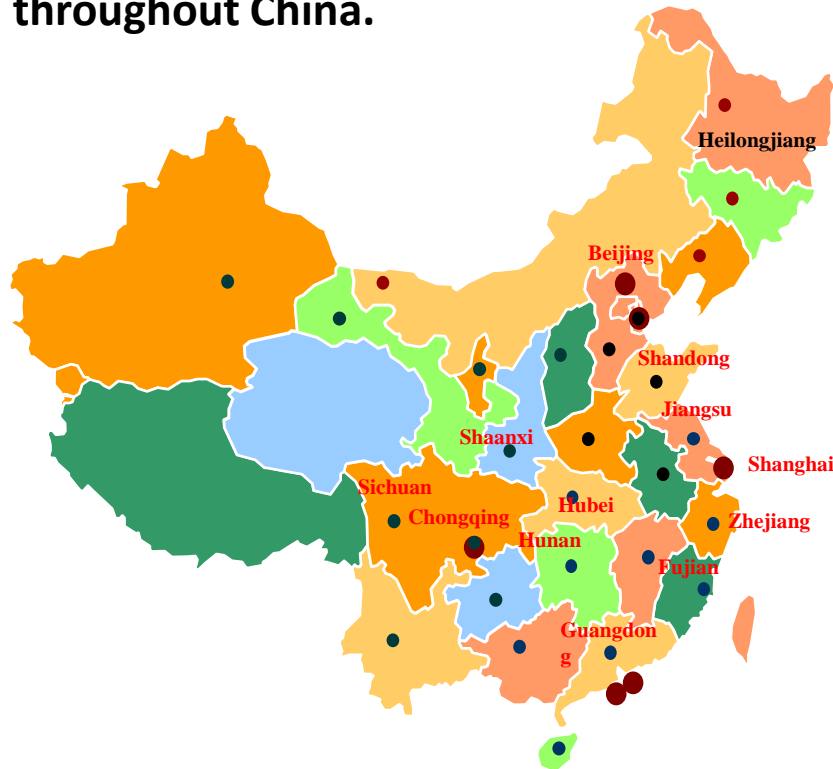 throughout China.
Heilongjiang
Beijing
Shandong
Jiangsu
Shaanxi
Shanghai
Sichuan
Hubei
Chongqing
Zhejiang
Hunan
Fujian
Guangdon
g